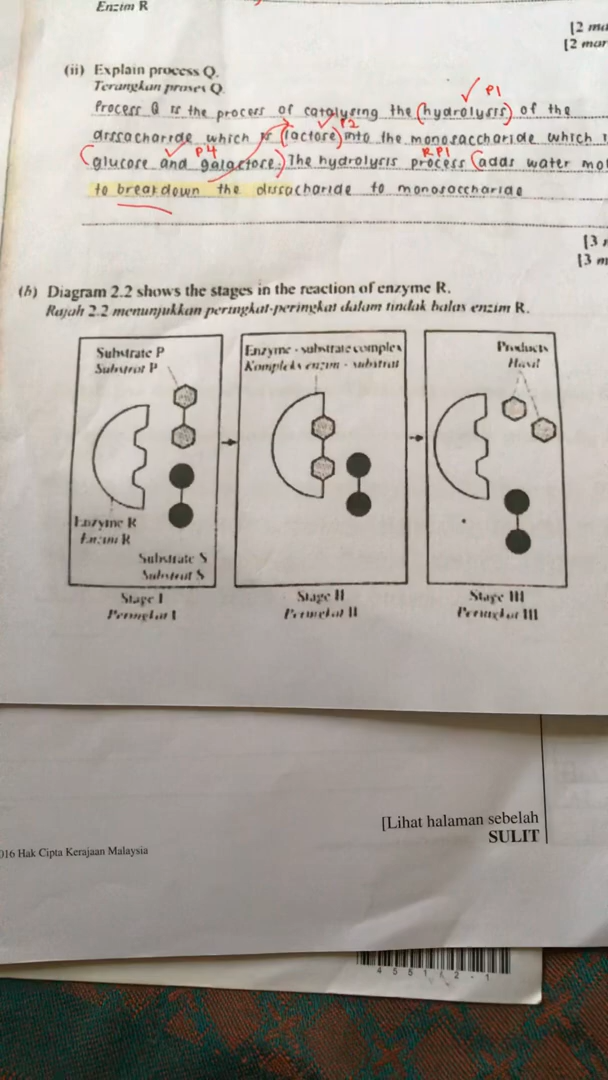 Enzim R
[2 ma
[2 mar
(ii) Explain process Q.
Terangkan proses Q.
P1
Process Q is the process of catalysing the (hydrolysis) of the
P2
dissacharide which is (lactose) into the monosaccharide which i
P4
RP1
(glucose and galactose.) The hydrolysis process (adds water mol
to breakdown the dissacharide to monosaccharide
[3 m
[3 m
(b) Diagram 2.2 shows the stages in the reaction of enzyme R.
Rajah 2.2 menunjukkan peringkat-peringkat dalam tindak balas enzim R.
Substrate P
Substrat P
Enzyme R
Enzim R
Substrate S
Substrat S
Stage I
Peringkat I
Enzyme - substrate complex
Kompleks enzim - substrat
Stage II
Peringkat II
Products
Hasil
Stage III
Peringkat III
[Lihat halaman sebelah
SULIT
016 Hak Cipta Kerajaan Malaysia